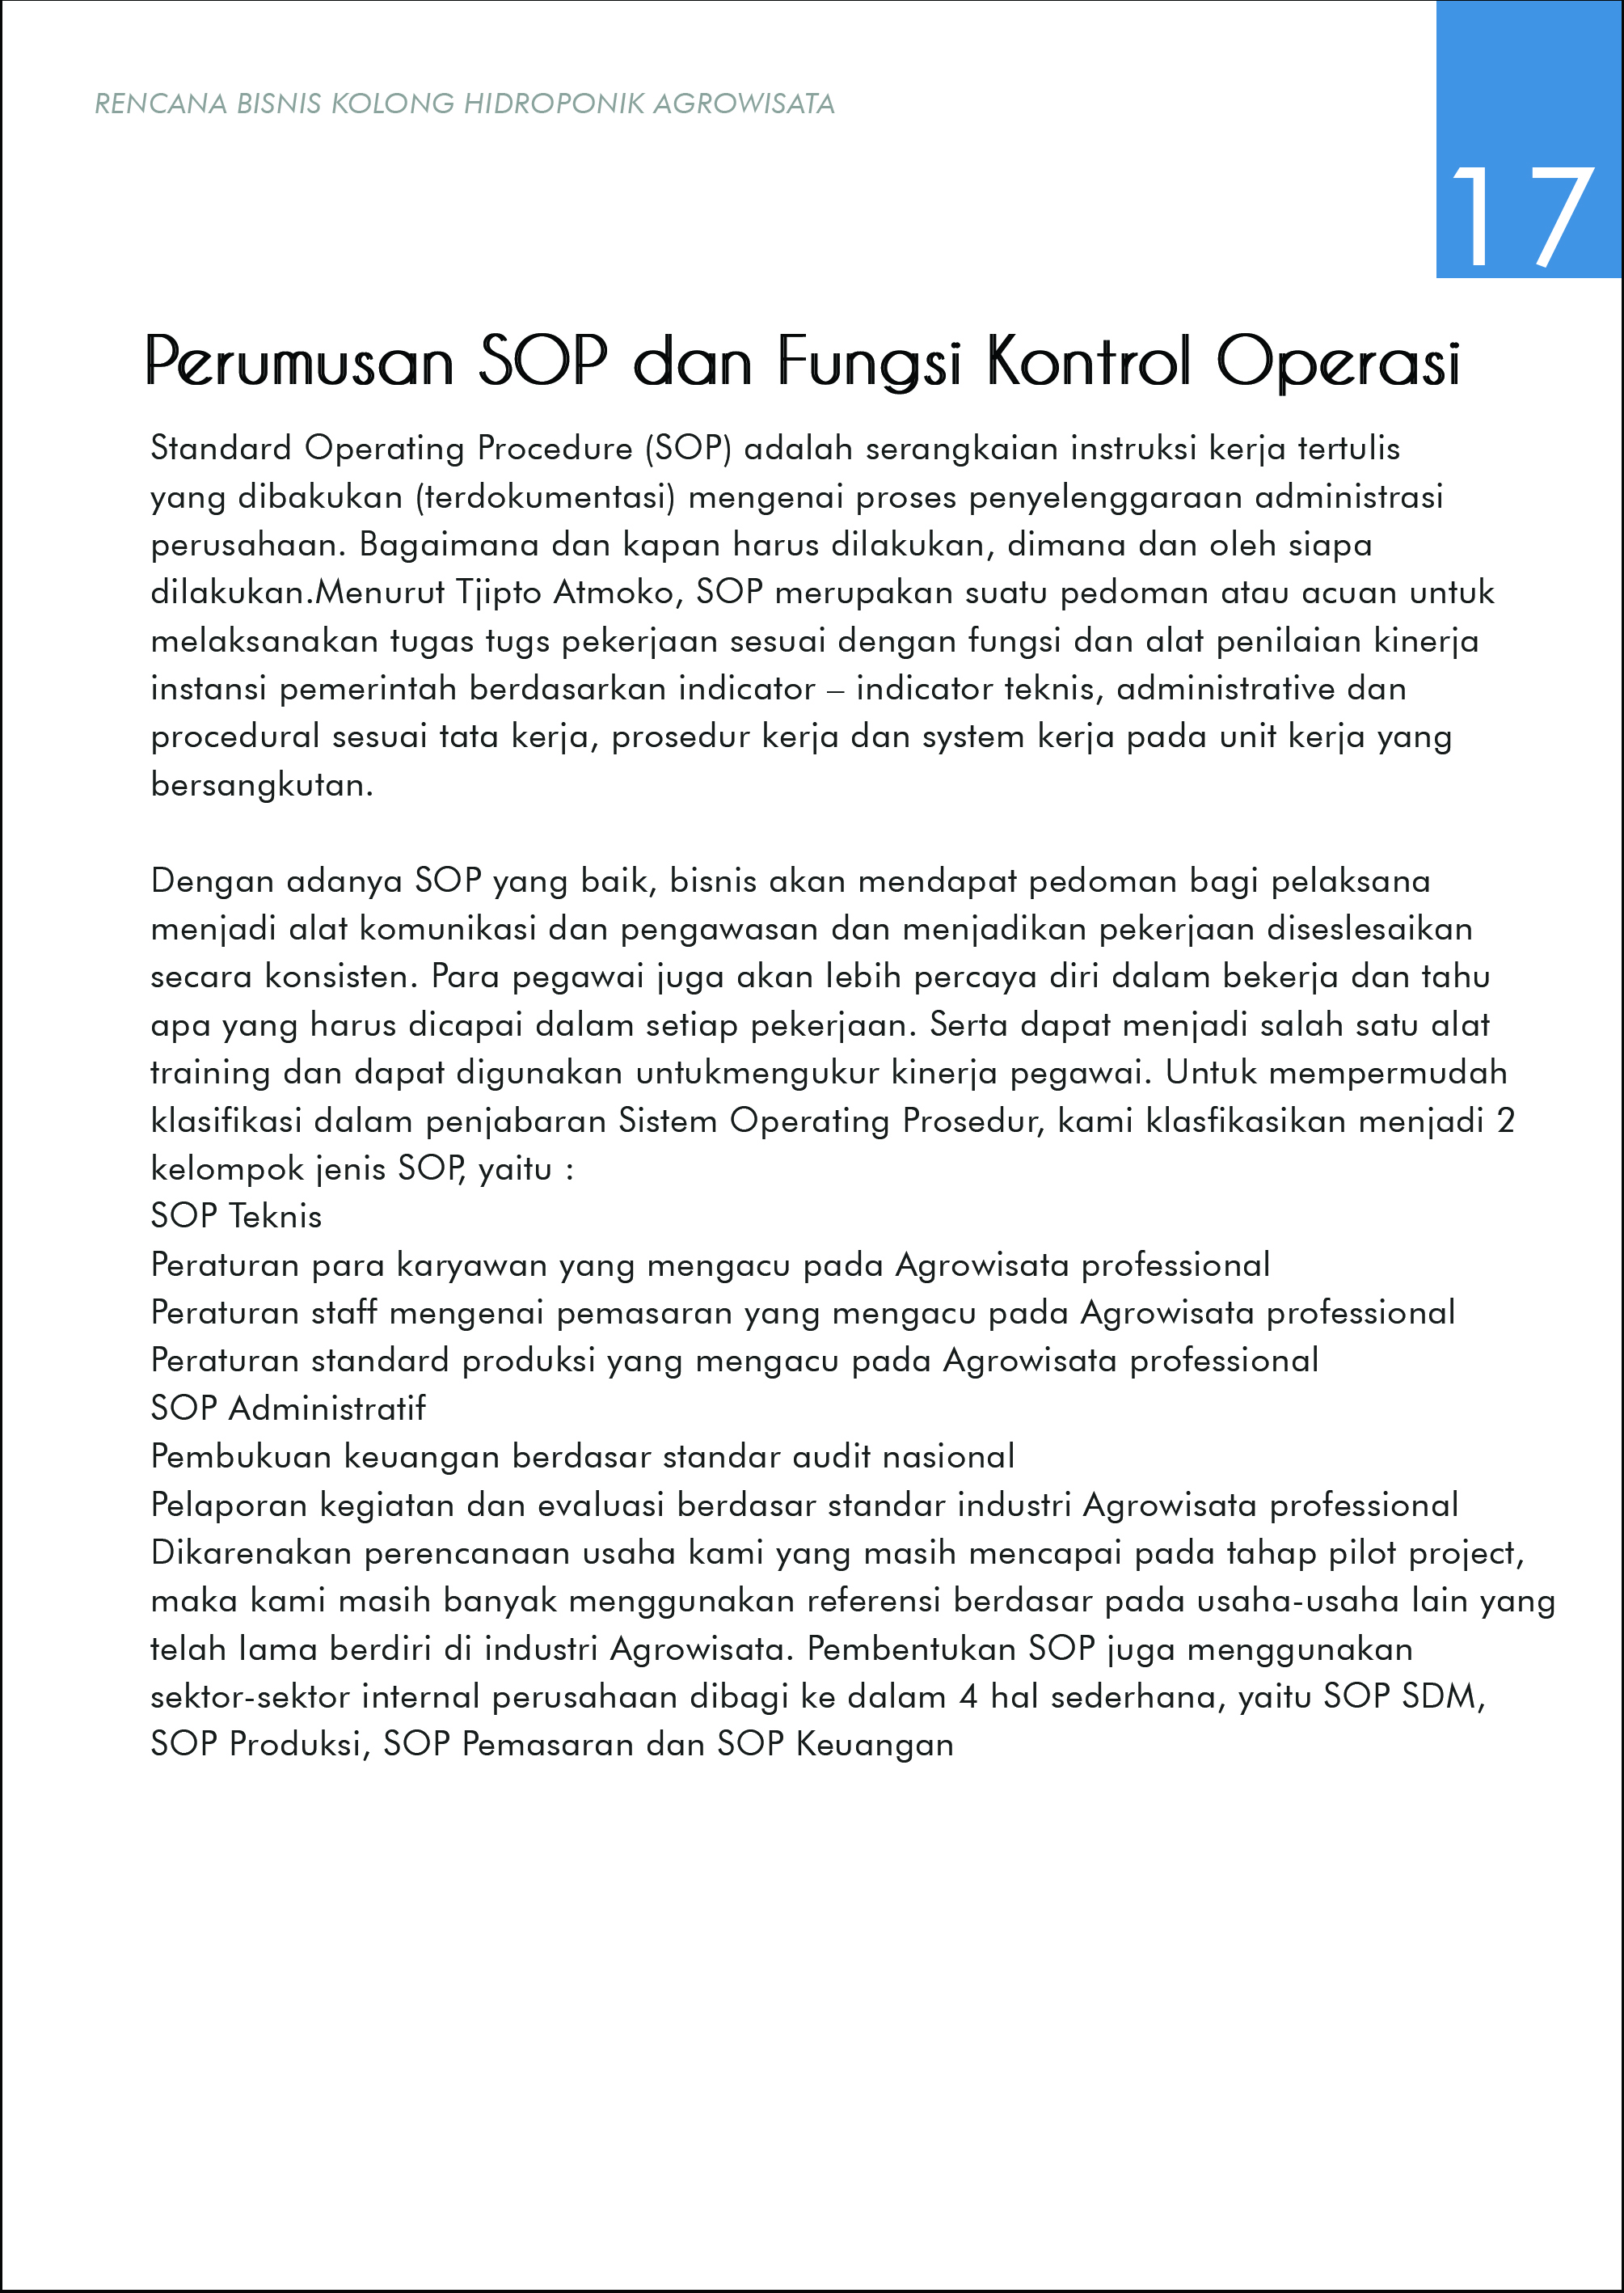 RENCANA BISNIS KOLONG HIDROPONIK AGROWISATA
17
Perumusan SOP dan Fungsi Kontrol Operasi
Standard Operating Procedure (SOP) adalah serangkaian instruksi kerja tertulis
yang dibakukan (terdokumentasi) mengenai proses penyelenggaraan administrasi
perusahaan. Bagaimana dan kapan harus dilakukan, dimana dan oleh siapa
dilakukan.Menurut Tjipto Atmoko, SOP merupakan suatu pedoman atau acuan untuk
melaksanakan tugas tugs pekerjaan sesuai dengan fungsi dan alat penilaian kinerja
instansi pemerintah berdasarkan indicator – indicator teknis, administrative dan
procedural sesuai tata kerja, prosedur kerja dan system kerja pada unit kerja yang
bersangkutan.
Dengan adanya SOP yang baik, bisnis akan mendapat pedoman bagi pelaksana
menjadi alat komunikasi dan pengawasan dan menjadikan pekerjaan diseslesaikan
secara konsisten. Para pegawai juga akan lebih percaya diri dalam bekerja dan tahu
apa yang harus dicapai dalam setiap pekerjaan. Serta dapat menjadi salah satu alat
training dan dapat digunakan untukmengukur kinerja pegawai. Untuk mempermudah
klasifikasi dalam penjabaran Sistem Operating Prosedur, kami klasfikasikan menjadi 2
kelompok jenis SOP, yaitu :
SOP Teknis
Peraturan para karyawan yang mengacu pada Agrowisata professional
Peraturan staff mengenai pemasaran yang mengacu pada Agrowisata professional
Peraturan standard produksi yang mengacu pada Agrowisata professional
SOP Administratif
Pembukuan keuangan berdasar standar audit nasional
Pelaporan kegiatan dan evaluasi berdasar standar industri Agrowisata professional
Dikarenakan perencanaan usaha kami yang masih mencapai pada tahap pilot project,
maka kami masih banyak menggunakan referensi berdasar pada usaha-usaha lain yang
telah lama berdiri di industri Agrowisata. Pembentukan SOP juga menggunakan
sektor-sektor internal perusahaan dibagi ke dalam 4 hal sederhana, yaitu SOP SDM,
SOP Produksi, SOP Pemasaran dan SOP Keuangan